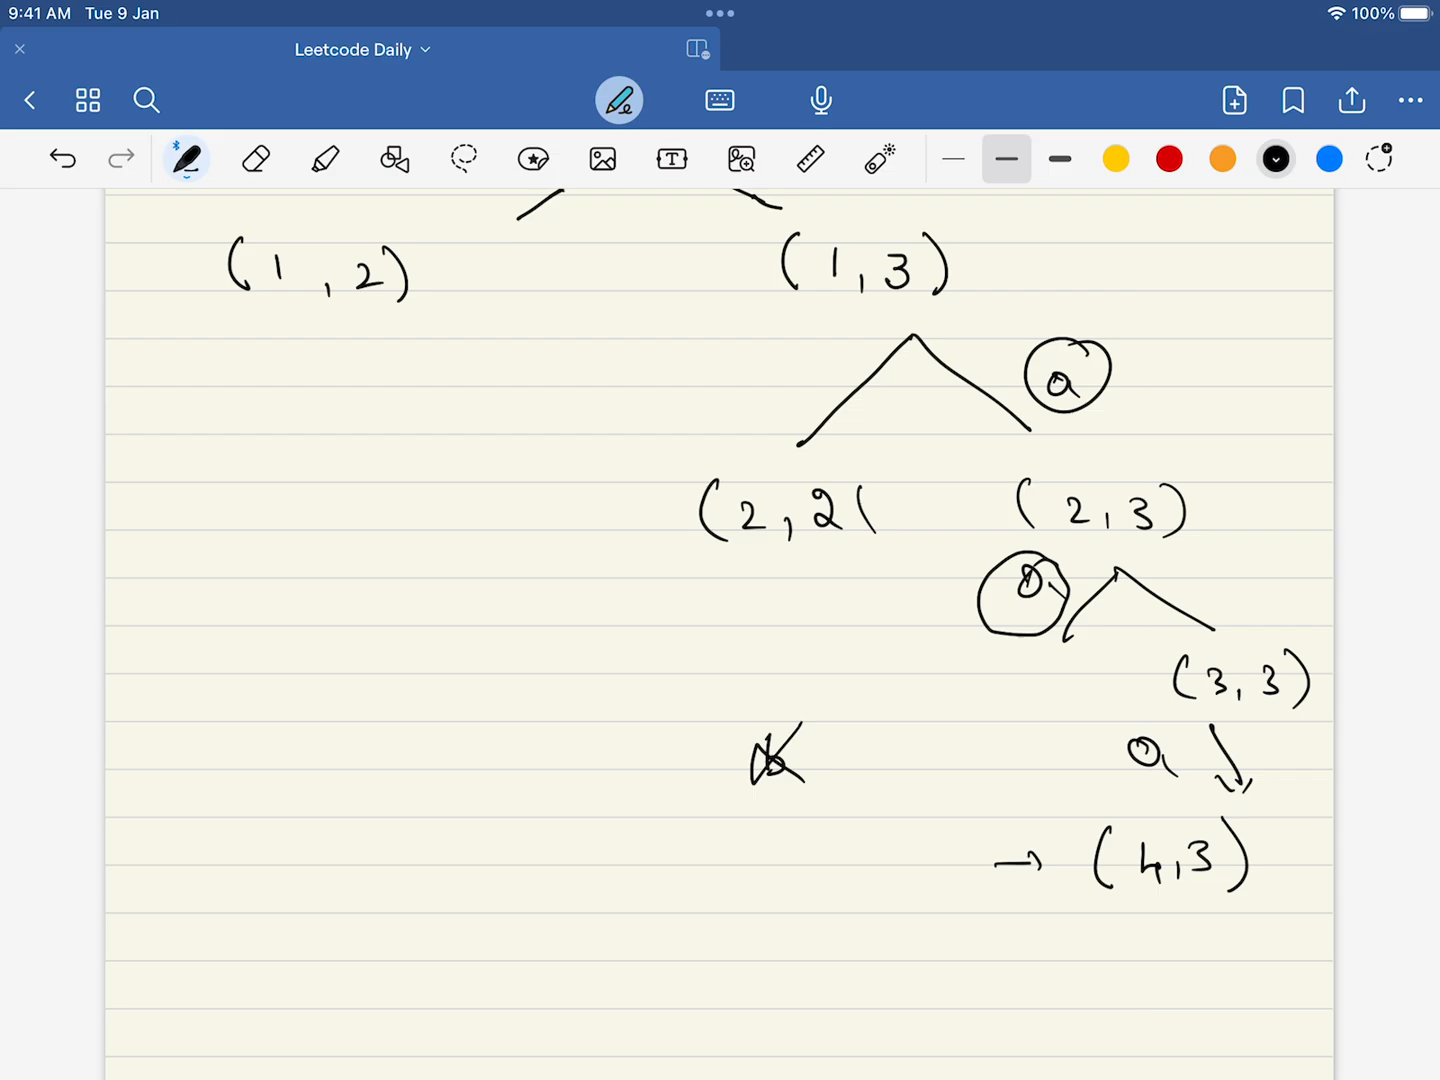 9:41 AM Tue 9 Jan 100%
Leetcode Daily
T
(1 , 2) (1,3)
a
(2,2( (2,3)
a
(3,3)
a
→ (4,3)